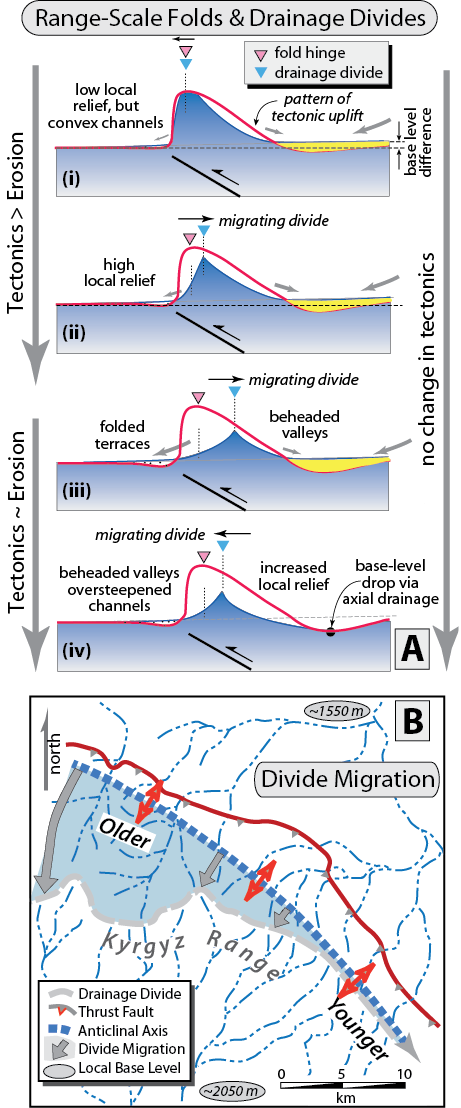 Range-Scale Folds & Drainage Divides
fold hinge
drainage divide
low local
relief, but
convex channels
pattern of
tectonic uplift
base level
difference
(i)
Tectonics > Erosion
migrating divide
high
local relief
(ii)
no change in tectonics
migrating divide
folded
terraces
beheaded
valleys
(iii)
Tectonics ~ Erosion
migrating divide
beheaded valleys
oversteepened
channels
increased
local relief
base-level
drop via
axial drainage
(iv)
A
~1550 m
B
north
Divide Migration
Older
Kyrgyz Range
Younger
Drainage Divide
Thrust Fault
Anticlinal Axis
Divide Migration
Local Base Level
~2050 m
0 5 10
km